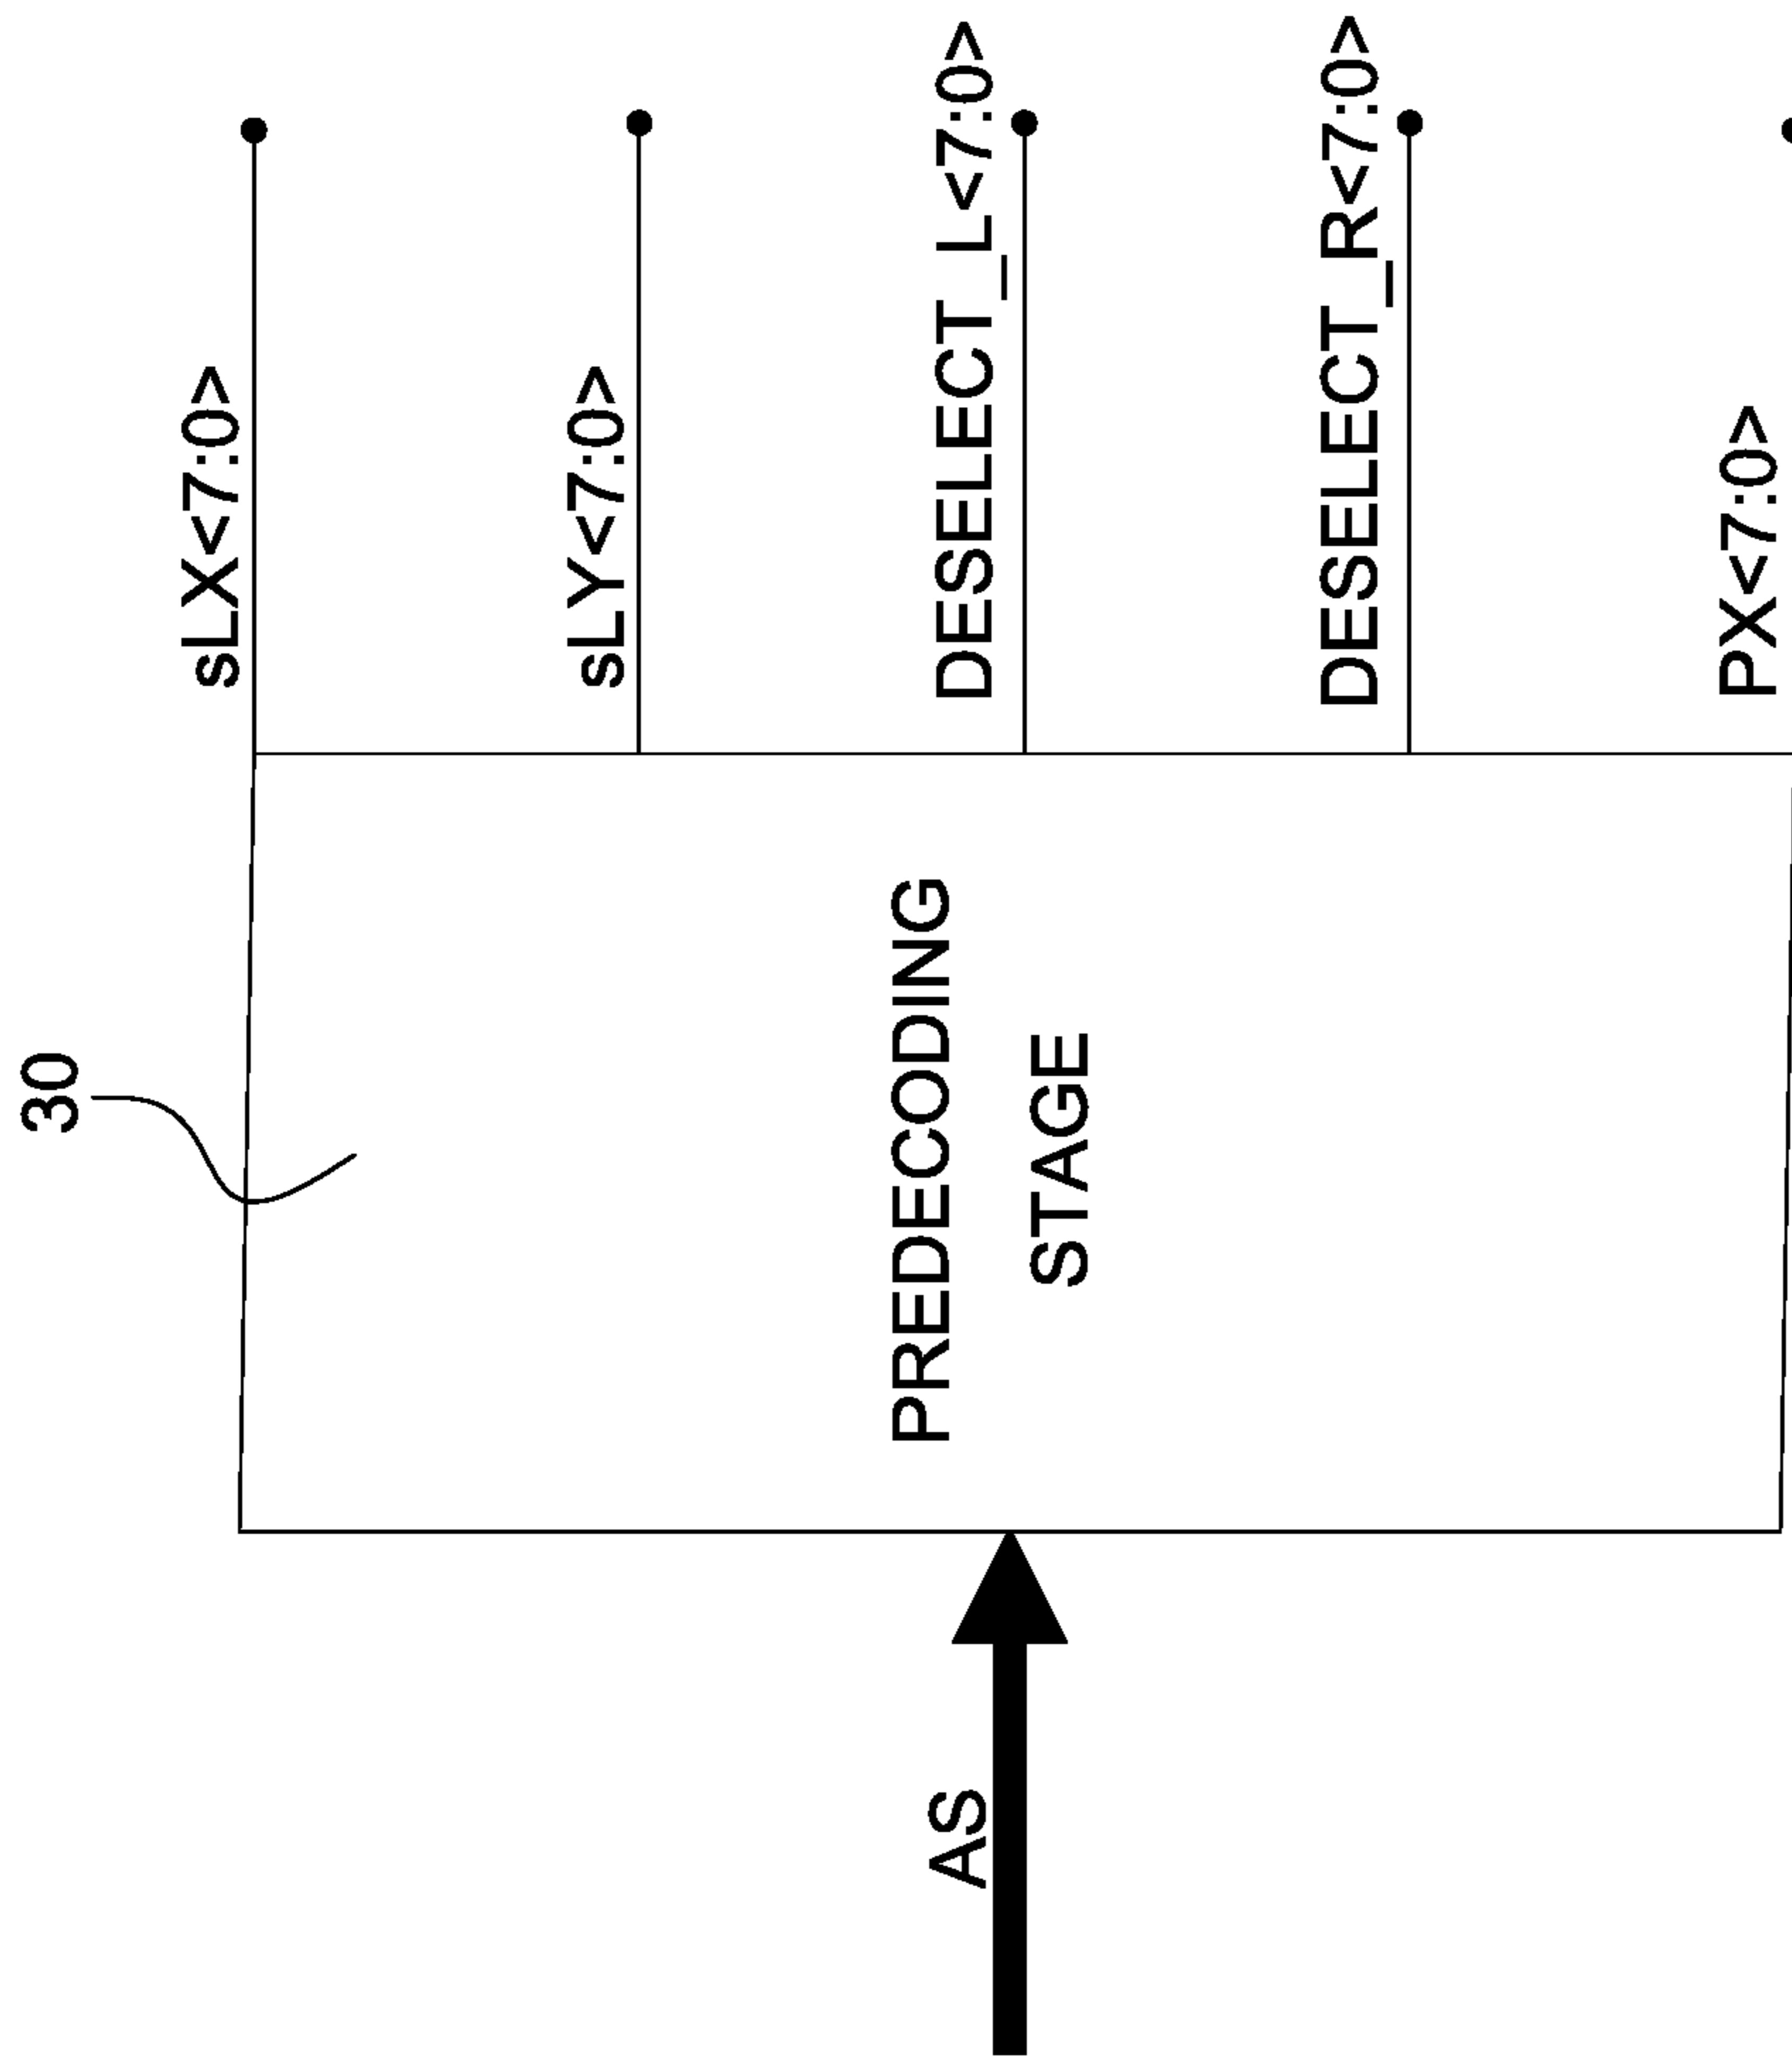 30
sLX<7:0>
sLY<7:0>
DESELECT_L<7:0>
DESELECT_R<7:0>
PX<7:0>
PREDECODING
STAGE
AS